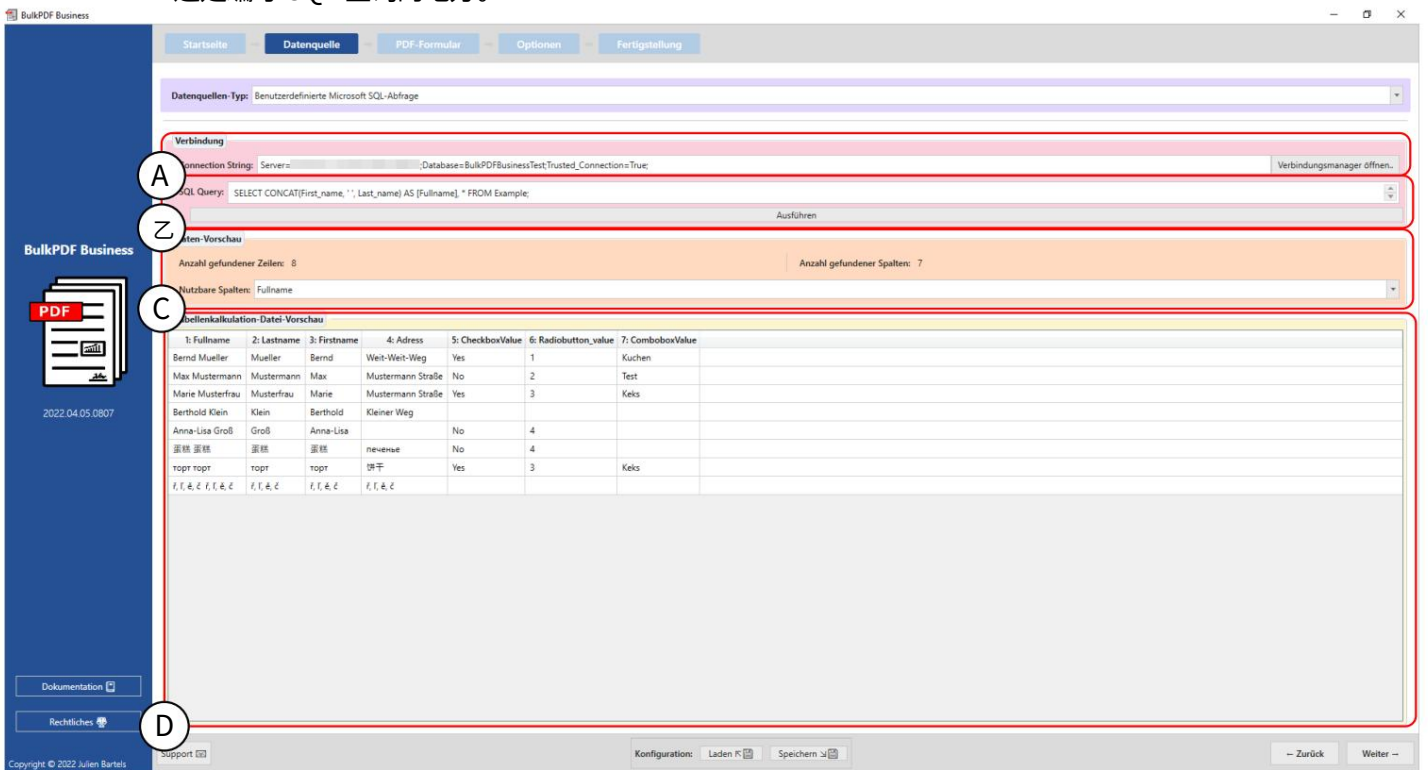 BulkPDF Business
Startseite
Datenquelle
PDF-Formular
Optionen
Fertigstellung
Datenquellen-Typ: Benutzerdefinierte Microsoft SQL-Abfrage
Verbindung
Connection String: Server= ;Database=BulkPDFBusinessTest;Trusted_Connection=True;
Verbindungsmanager öffnen..
A
SQL Query: SELECT CONCAT(First_name, ' ', Last_name) AS [Fullname], * FROM Example;
Ausführen
乙
Daten-Vorschau
Anzahl gefundener Zeilen: 8
Anzahl gefundener Spalten: 7
Nutzbare Spalten: Fullname
C
Tabellenkalkulation-Datei-Vorschau
1: Fullname 2: Lastname 3: Firstname 4: Adress 5: CheckboxValue 6: Radiobutton_value 7: ComboboxValue
Bernd Mueller Mueller Bernd Weit-Weit-Weg Yes 1 Kuchen
Max Mustermann Mustermann Max Mustermann Straße No 2 Test
Marie Musterfrau Musterfrau Marie Mustermann Straße Yes 3 Keks
Berthold Klein Klein Berthold Kleiner Weg
Anna-Lisa Groß Groß Anna-Lisa No 4
蛋糕 蛋糕 蛋糕 蛋糕 печенье No 4
торт торт торт торт 饼干 Yes 3 Keks
BulkPDF Business
PDF
2022.04.05.0807
Dokumentation
Rechtliches
Copyright © 2022 Julien Bartels
D
Support
Konfiguration: Laden Speichern
← Zurück
Weiter →